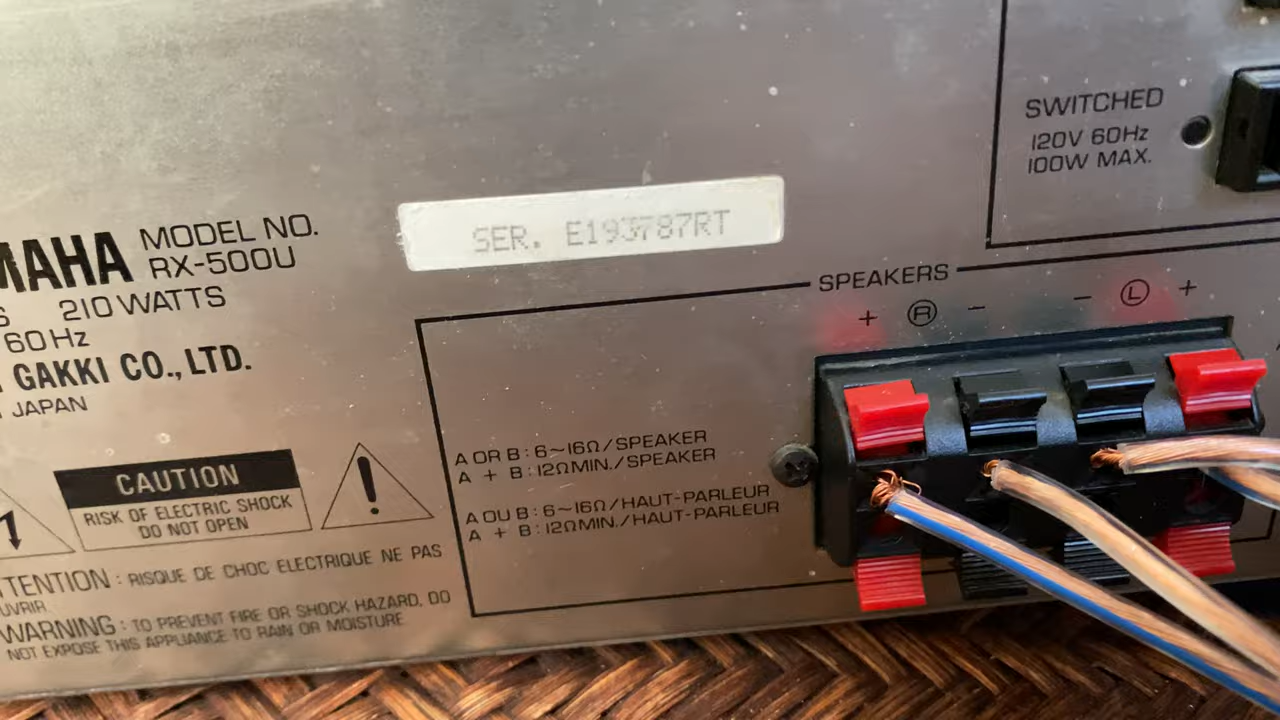 MAHA MODEL NO.
RX-500U
S 210 WATTS
60Hz
GAKKI CO., LTD.
JAPAN
CAUTION
RISK OF ELECTRIC SHOCK
DO NOT OPEN
TTENTION : RISQUE DE CHOC ELECTRIQUE NE PAS
UVRIR.
WARNING : TO PREVENT FIRE OR SHOCK HAZARD, DO
NOT EXPOSE THIS APPLIANCE TO RAIN OR MOISTURE
SER. E193787RT
SWITCHED
120V 60Hz
100W MAX.
SPEAKERS
+ R - - L +
A OR B : 6~16Ω/SPEAKER
A + B : 12ΩMIN./SPEAKER
A OU B : 6~16Ω/HAUT-PARLEUR
A + B : 12ΩMIN./HAUT-PARLEUR